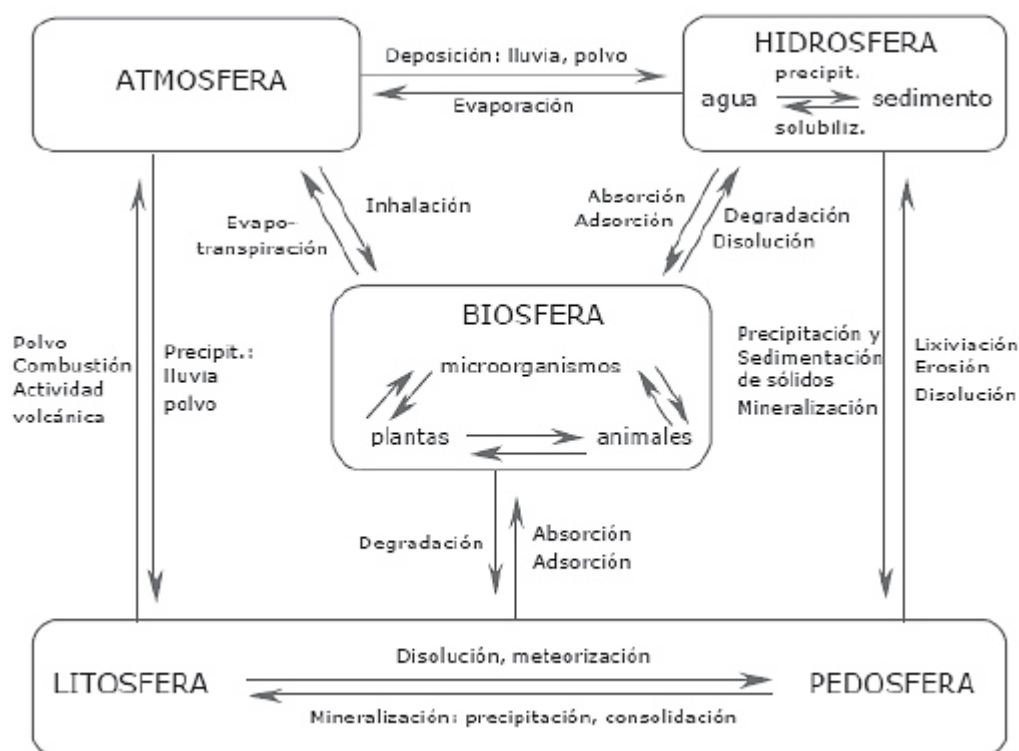 ATMOSFERA
Deposición: lluvia, polvo
Evaporación
HIDROSFERA
precipit.
agua
sedimento
solubiliz.
Evapo-
transpiración
Inhalación
Absorción
Adsorción
Degradación
Disolución
BIOSFERA
microorganismos
plantas
animales
Polvo
Combustión
Actividad
volcánica
Precipit.:
lluvia
polvo
Precipitación y
Sedimentación
de sólidos
Mineralización
Lixiviación
Erosión
Disolución
Degradación
Absorción
Adsorción
LITOSFERA
Disolución, meteorización
Mineralización: precipitación, consolidación
PEDOSFERA